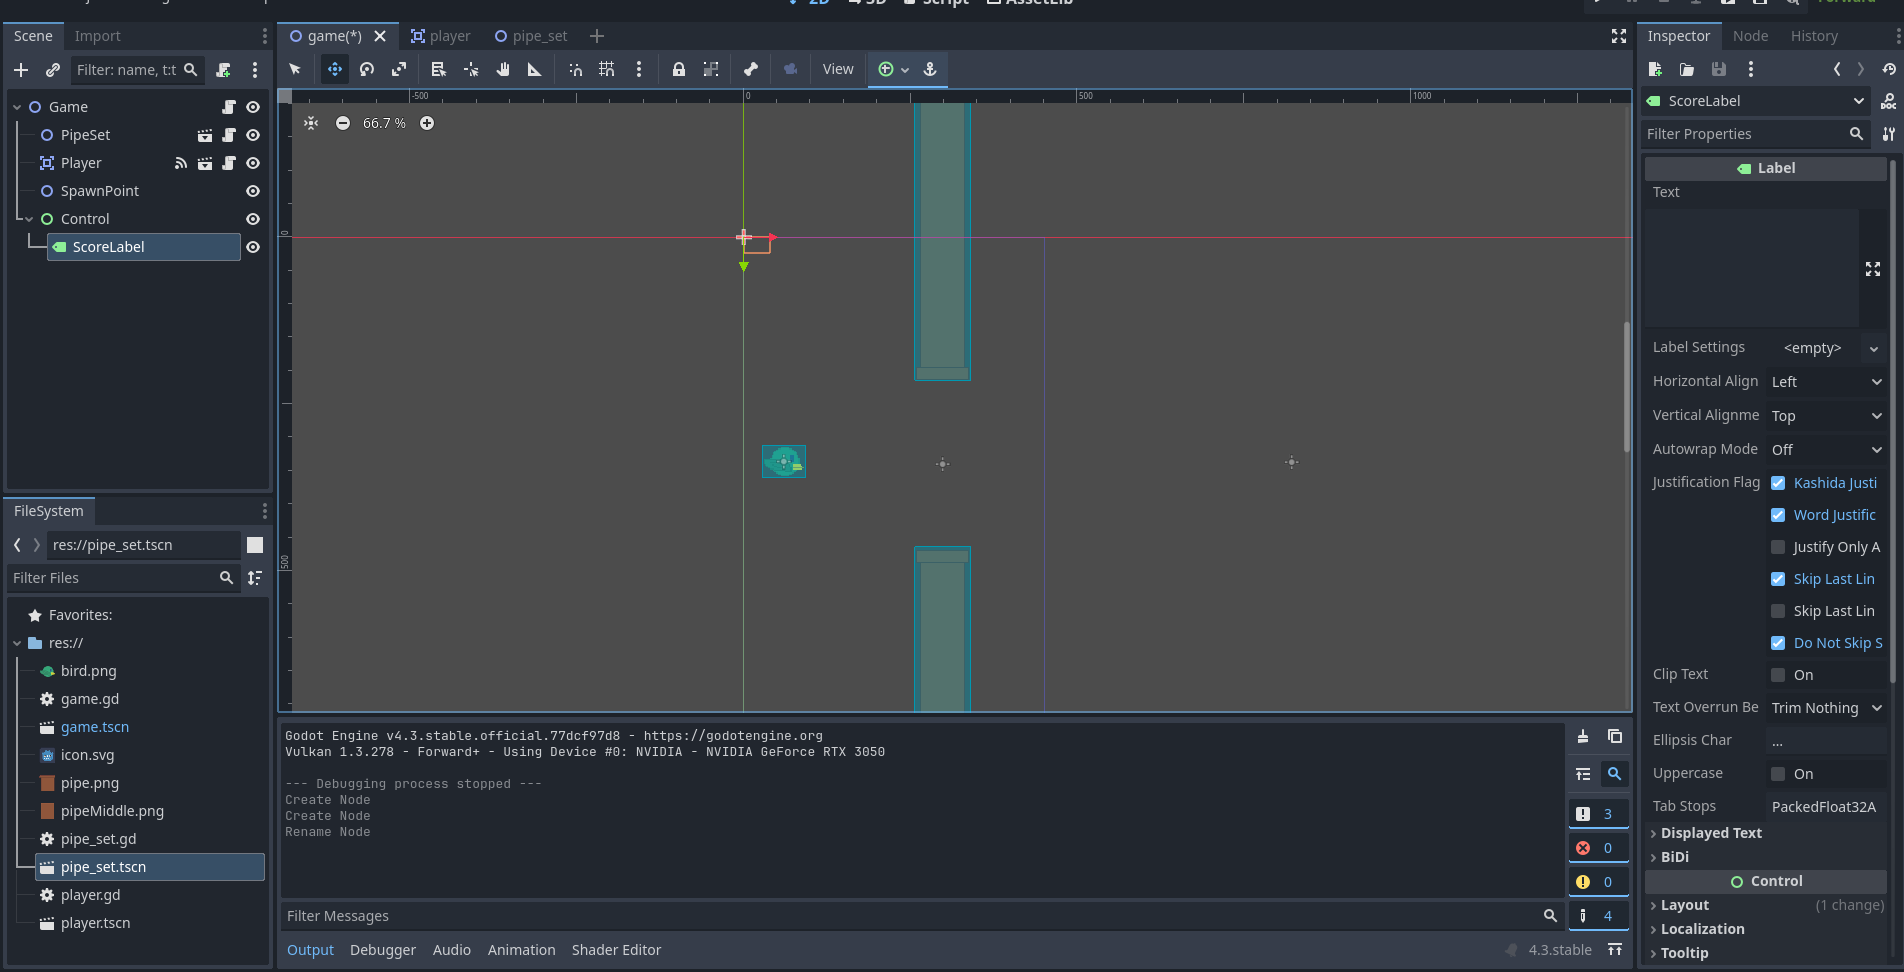 2D
3D
Script
AssetLib
Forward
Scene
Import
Filter: name, t:t
Game
PipeSet
Player
SpawnPoint
Control
ScoreLabel
FileSystem
res://pipe_set.tscn
Filter Files
Favorites:
res://
bird.png
game.gd
game.tscn
icon.svg
pipe.png
pipeMiddle.png
pipe_set.gd
pipe_set.tscn
player.gd
player.tscn
game(*)
player
pipe_set
View
-500
0
500
1000
66.7 %
0
500
Godot Engine v4.3.stable.official.77dcf97d8 - https://godotengine.org
Vulkan 1.3.278 - Forward+ - Using Device #0: NVIDIA - NVIDIA GeForce RTX 3050
--- Debugging process stopped ---
Create Node
Create Node
Rename Node
3
0
0
4
Filter Messages
Output
Debugger
Audio
Animation
Shader Editor
4.3.stable
Inspector
Node
History
ScoreLabel
DOC
Filter Properties
Label
Text
Label Settings
<empty>
Horizontal Align
Left
Vertical Alignme
Top
Autowrap Mode
Off
Justification Flag
Kashida Justi
Word Justific
Justify Only A
Skip Last Lin
Skip Last Lin
Do Not Skip S
Clip Text
On
Text Overrun Be
Trim Nothing
Ellipsis Char
...
Uppercase
On
Tab Stops
PackedFloat32A
Displayed Text
BiDi
Control
Layout
(1 change)
Localization
Tooltip